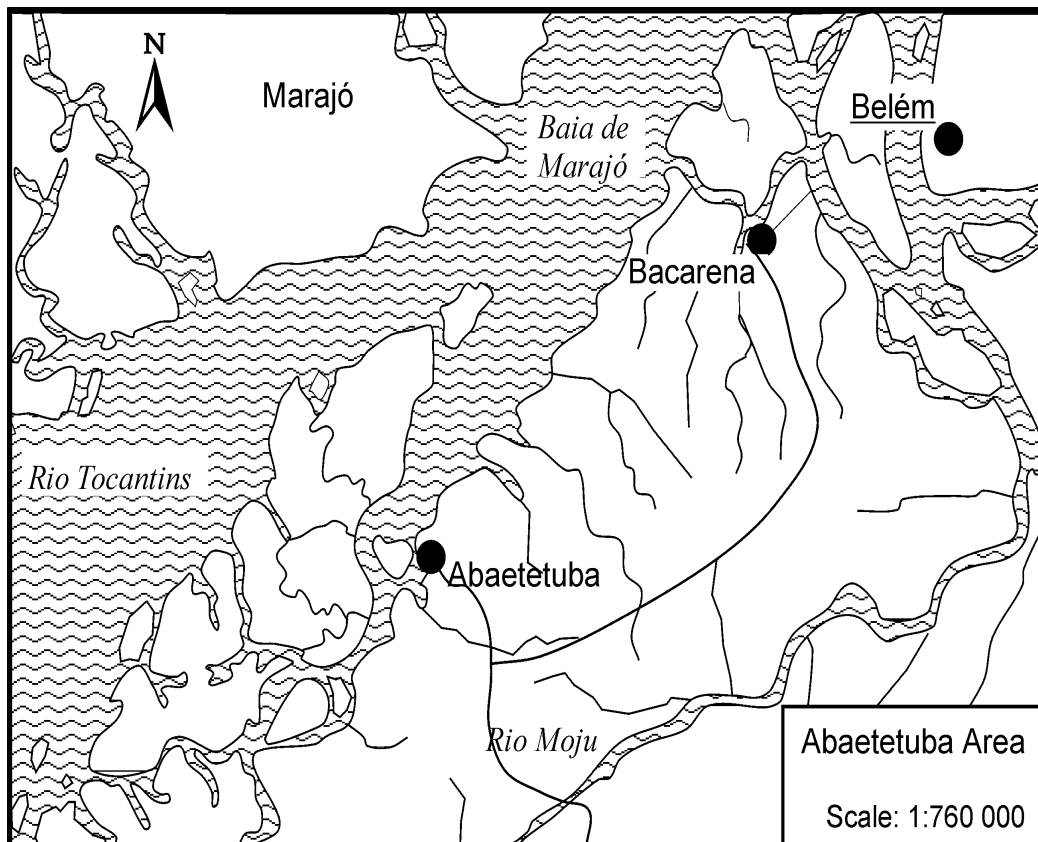 N
Marajó
Belém
Baia de
Marajó
Bacarena
Rio Tocantins
Abaetetuba
Rio Moju
Abaetetuba Area
Scale: 1:760 000